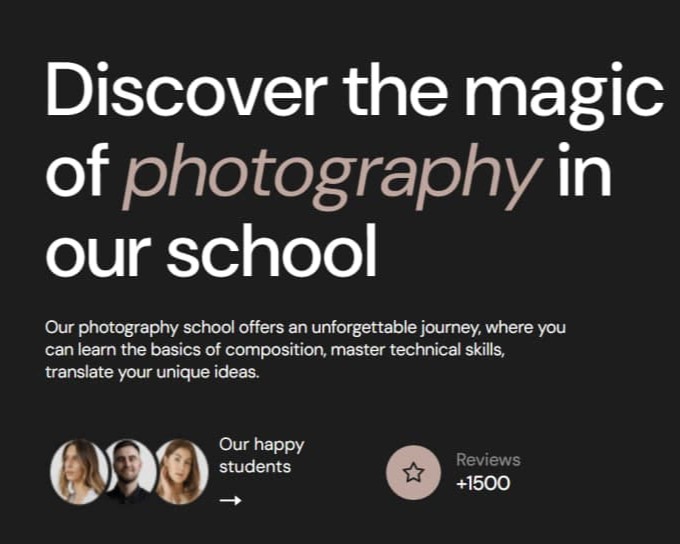 Discover the magic
of photography in
our school
Our photography school offers an unforgettable journey, where you
can learn the basics of composition, master technical skills,
translate your unique ideas.
Our happy
students
→
Reviews
+1500